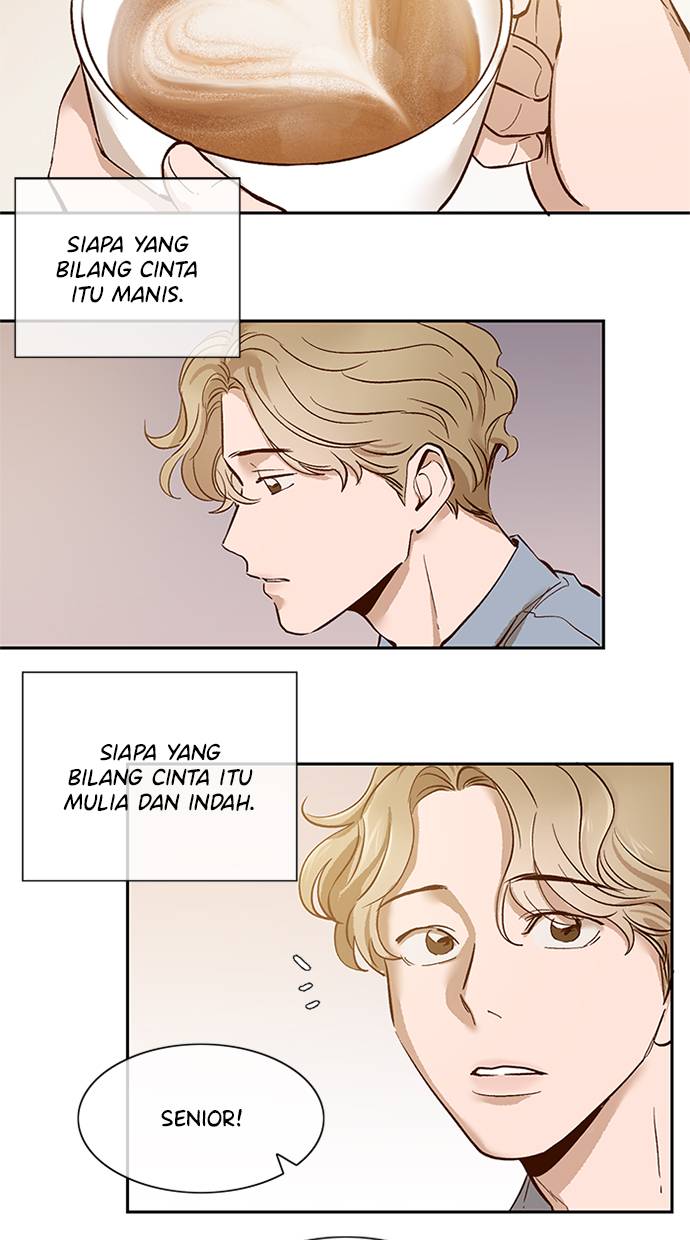 SIAPA YANG
BILANG CINTA
ITU MANIS.
SIAPA YANG
BILANG CINTA ITU
MULIA DAN INDAH.
SENIOR!